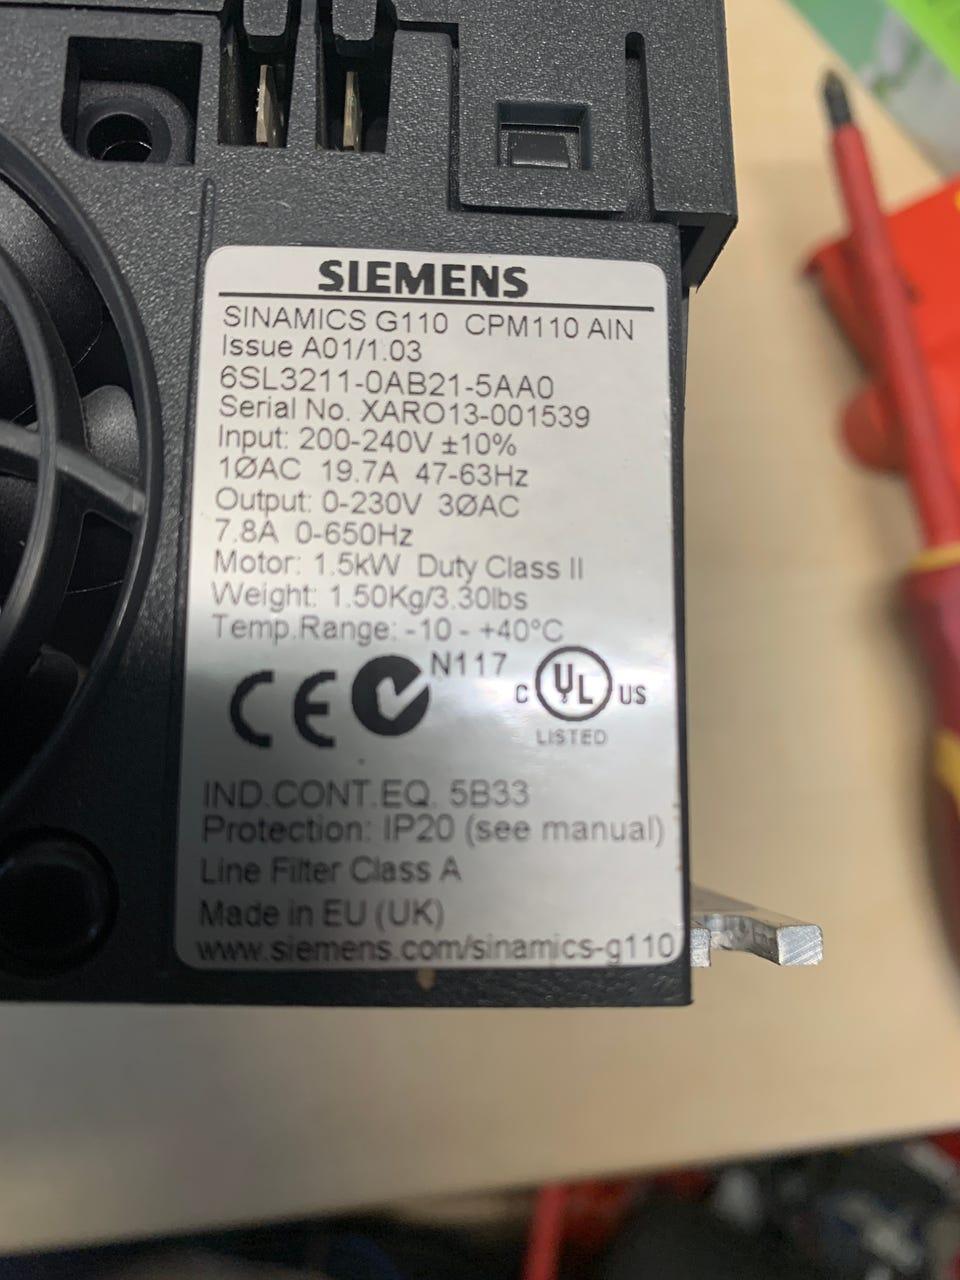 SIEMENS
SINAMICS G110 CPM110 AIN
Issue A01/1.03
6SL3211-0AB21-5AA0
Serial No. XARO13-001539
Input: 200-240V ±10%
1ØAC 19.7A 47-63Hz
Output: 0-230V 3ØAC
7.8A 0-650Hz
Motor: 1.5kW Duty Class II
Weight: 1.50Kg/3.30lbs
Temp.Range: -10 - +40°C
CE N117 C UL US
LISTED
IND.CONT.EQ. 5B33
Protection: IP20 (see manual)
Line Filter Class A
Made in EU (UK)
www.siemens.com/sinamics-g110